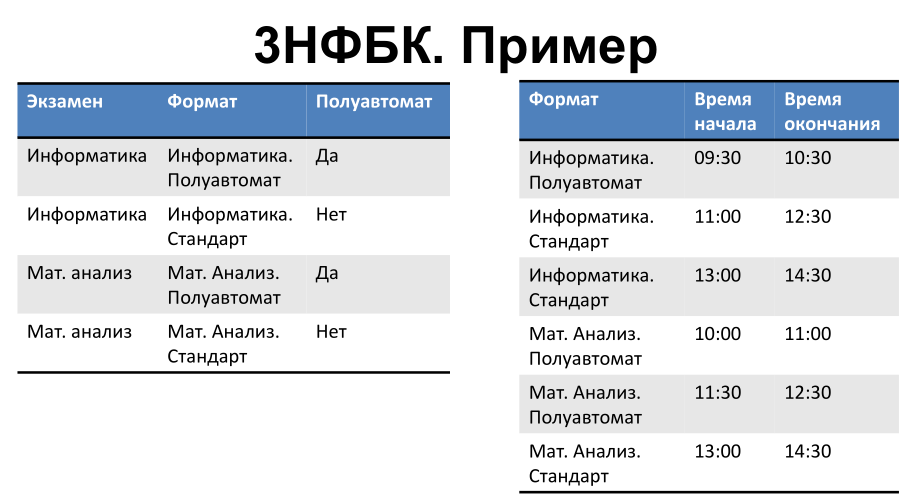 3НФБК. Пример
Экзамен Формат Полуавтомат
Информатика Информатика. Да
Полуавтомат
Информатика Информатика. Нет
Стандарт
Мат. анализ Мат. Анализ. Да
Полуавтомат
Мат. анализ Мат. Анализ. Нет
Стандарт
Формат Время Время
начала окончания
Информатика. 09:30 10:30
Полуавтомат
Информатика. 11:00 12:30
Стандарт
Информатика. 13:00 14:30
Стандарт
Мат. Анализ. 10:00 11:00
Полуавтомат
Мат. Анализ. 11:30 12:30
Полуавтомат
Мат. Анализ. 13:00 14:30
Стандарт